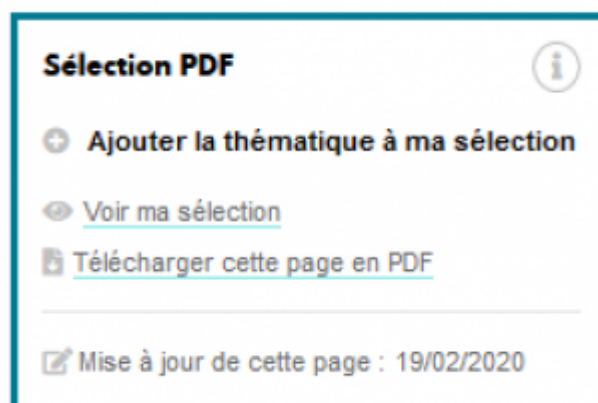 Sélection PDF
Ajouter la thématique à ma sélection
Voir ma sélection
Télécharger cette page en PDF
Mise à jour de cette page : 19/02/2020